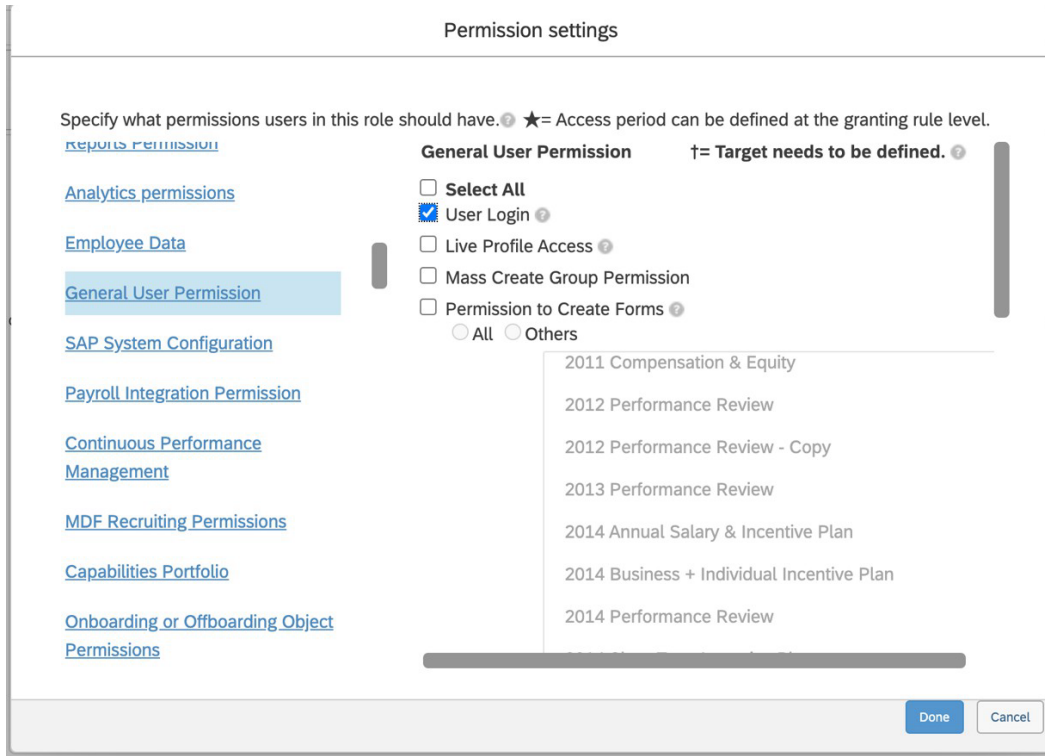 Permission settings
Specify what permissions users in this role should have. ★= Access period can be defined at the granting rule level.
Reports Permission
Analytics permissions
Employee Data
General User Permission
SAP System Configuration
Payroll Integration Permission
Continuous Performance
Management
MDF Recruiting Permissions
Capabilities Portfolio
Onboarding or Offboarding Object
Permissions
General User Permission †= Target needs to be defined.
Select All
User Login
Live Profile Access
Mass Create Group Permission
Permission to Create Forms
All Others
2011 Compensation & Equity
2012 Performance Review
2012 Performance Review - Copy
2013 Performance Review
2014 Annual Salary & Incentive Plan
2014 Business + Individual Incentive Plan
2014 Performance Review
Done Cancel